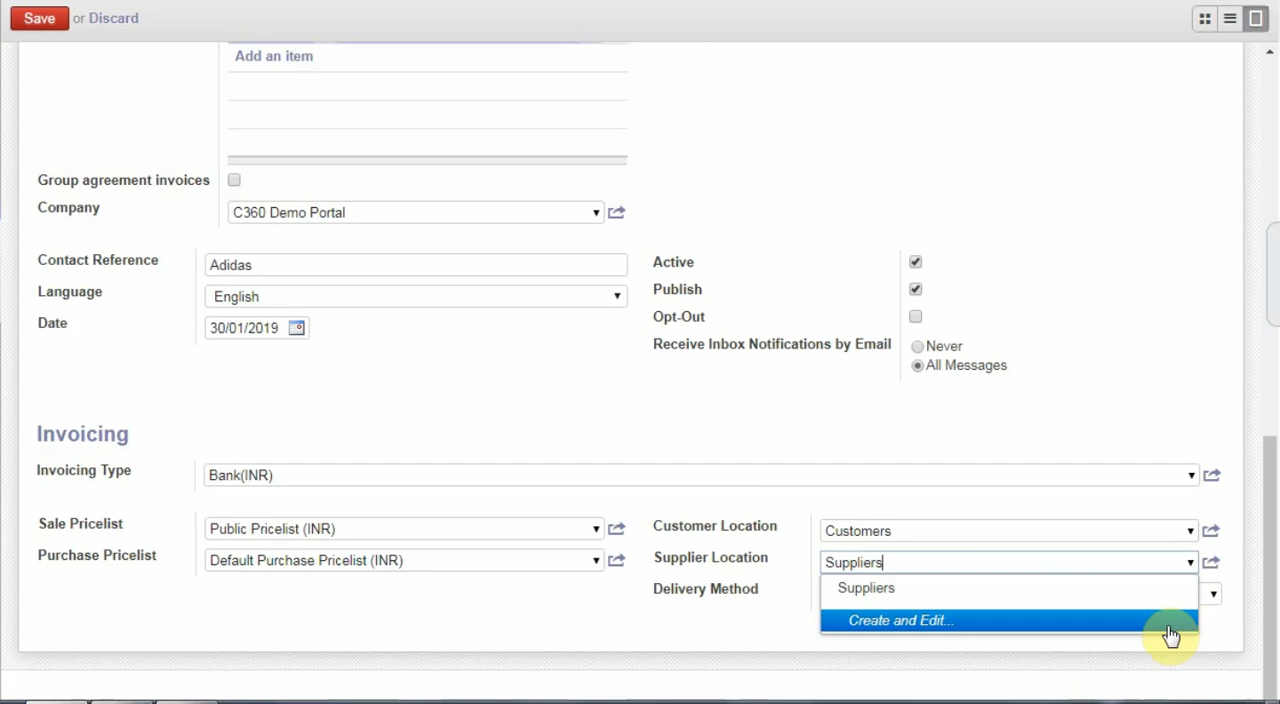 Save or Discard
Add an item
Group agreement invoices
Company
C360 Demo Portal
Contact Reference
Adidas
Language
English
Date
30/01/2019
Active
Publish
Opt-Out
Receive Inbox Notifications by Email
Never
All Messages
Invoicing
Invoicing Type
Bank(INR)
Sale Pricelist
Public Pricelist (INR)
Purchase Pricelist
Default Purchase Pricelist (INR)
Customer Location
Customers
Supplier Location
Suppliers
Suppliers
Create and Edit...
Delivery Method